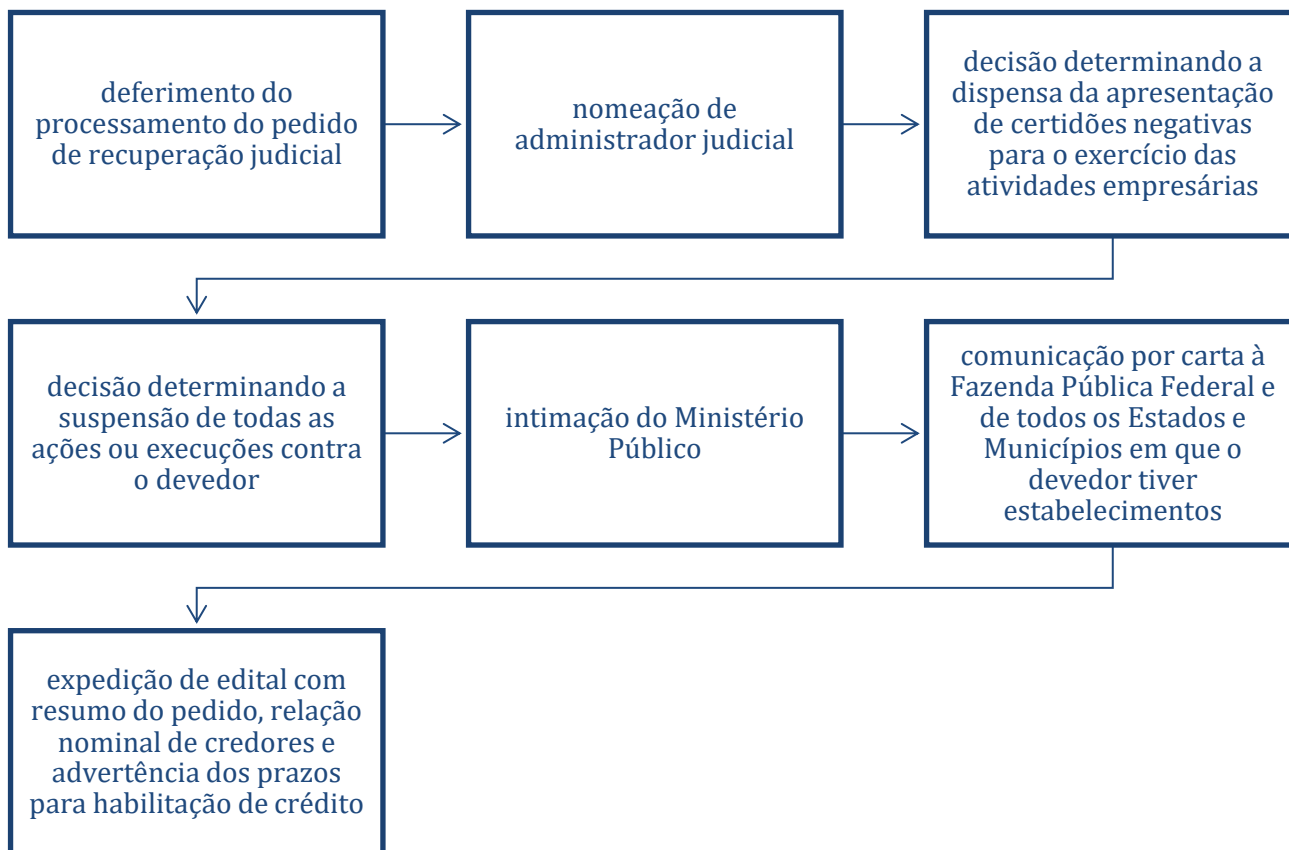 deferimento do
processamento do pedido
de recuperação judicial
nomeação de
administrador judicial
decisão determinando a
dispensa da apresentação
de certidões negativas
para o exercício das
atividades empresárias
decisão determinando a
suspensão de todas as
ações ou execuções contra
o devedor
intimação do Ministério
Público
comunicação por carta à
Fazenda Pública Federal e
de todos os Estados e
Municípios em que o
devedor tiver
estabelecimentos
expedição de edital com
resumo do pedido, relação
nominal de credores e
advertência dos prazos
para habilitação de crédito